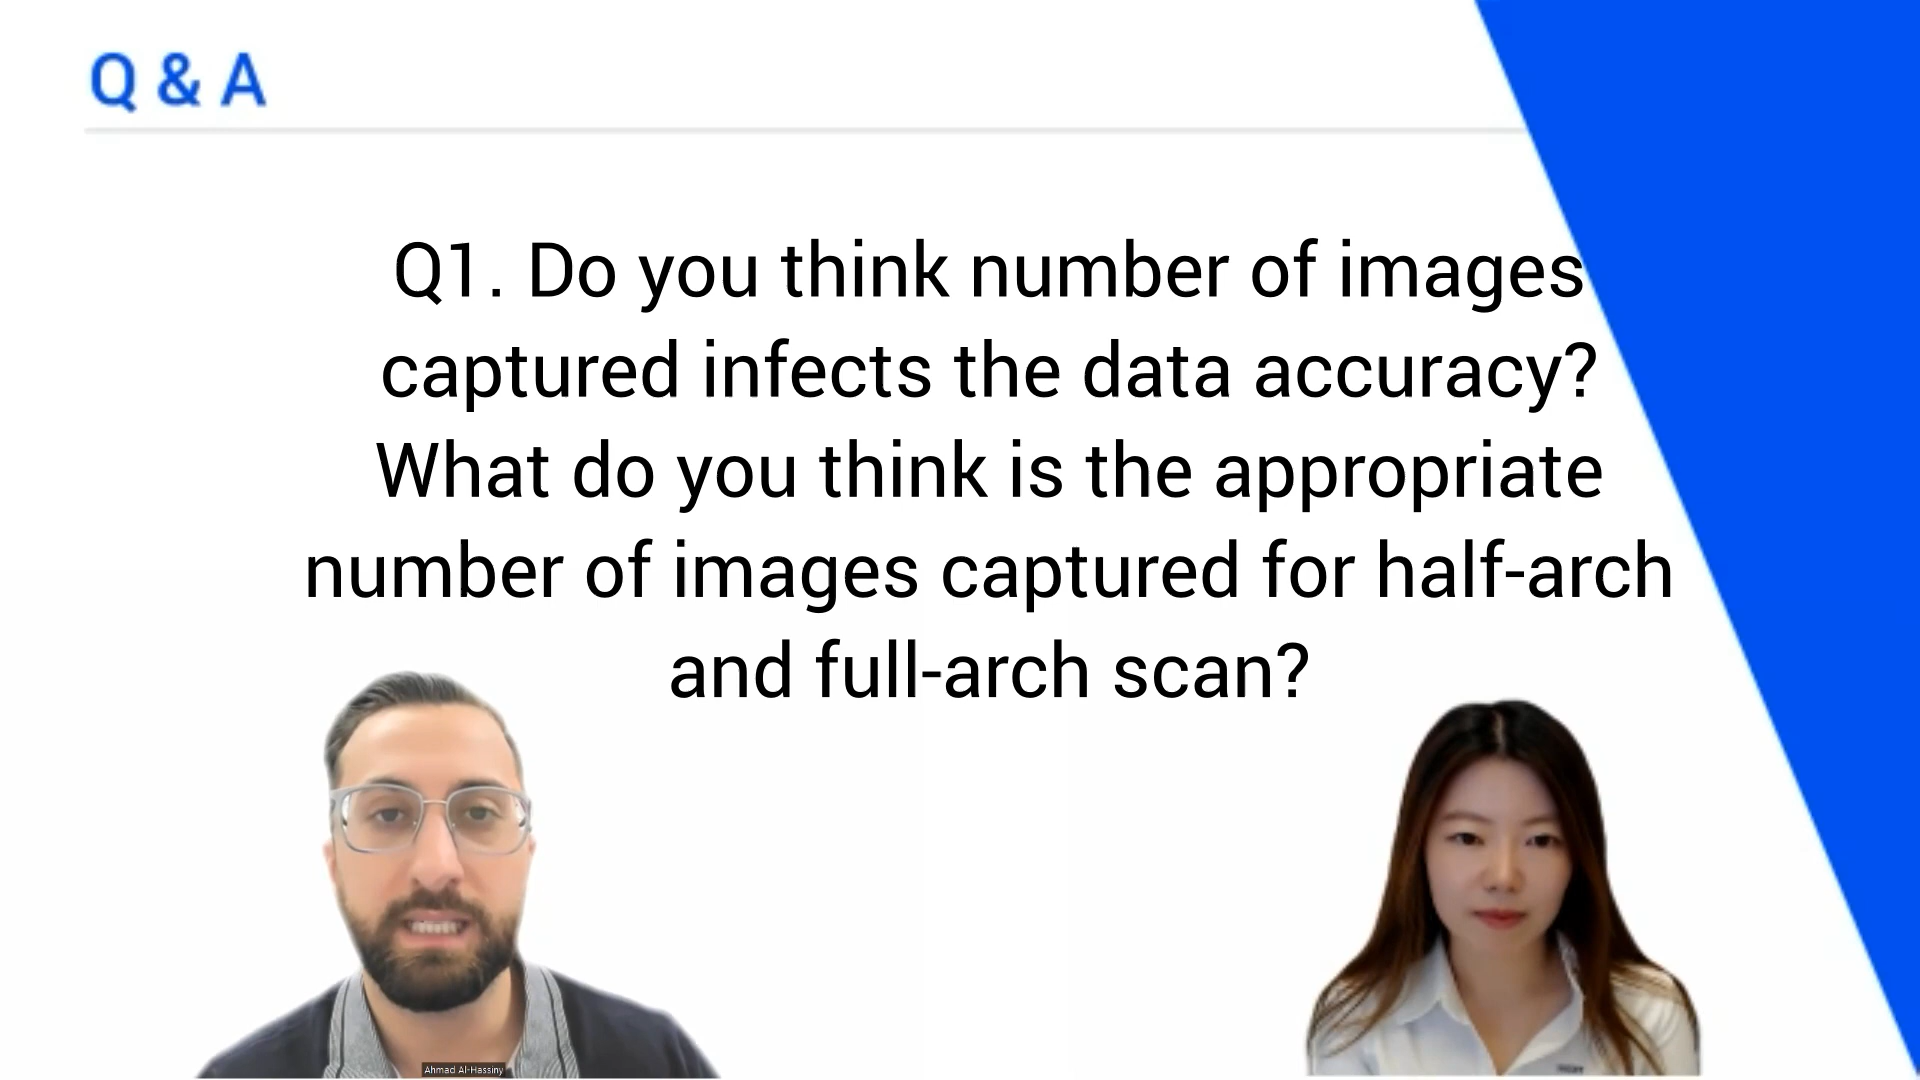 Q & A
Q1. Do you think number of images
captured infects the data accuracy?
What do you think is the appropriate
number of images captured for half-arch
and full-arch scan?
Ahmad Al-Hassiny